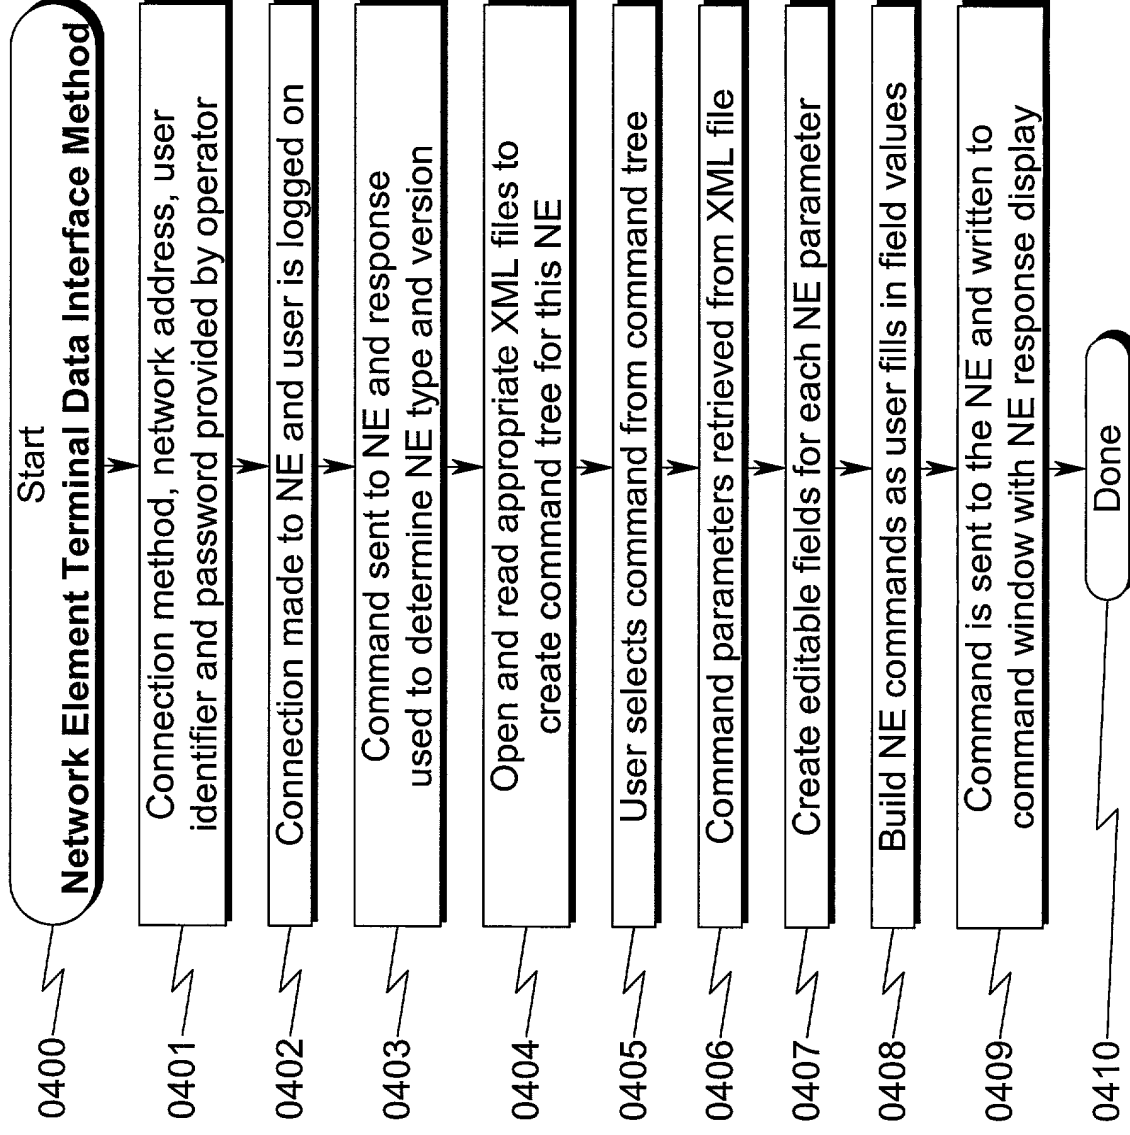 Start
Network Element Terminal Data Interface Method
0400
Connection method, network address, user
identifier and password provided by operator
0401
Connection made to NE and user is logged on
0402
Command sent to NE and response
used to determine NE type and version
0403
Open and read appropriate XML files to
create command tree for this NE
0404
User selects command from command tree
0405
Command parameters retrieved from XML file
0406
Create editable fields for each NE parameter
0407
Build NE commands as user fills in field values
0408
Command is sent to the NE and written to
command window with NE response display
0409
Done
0410